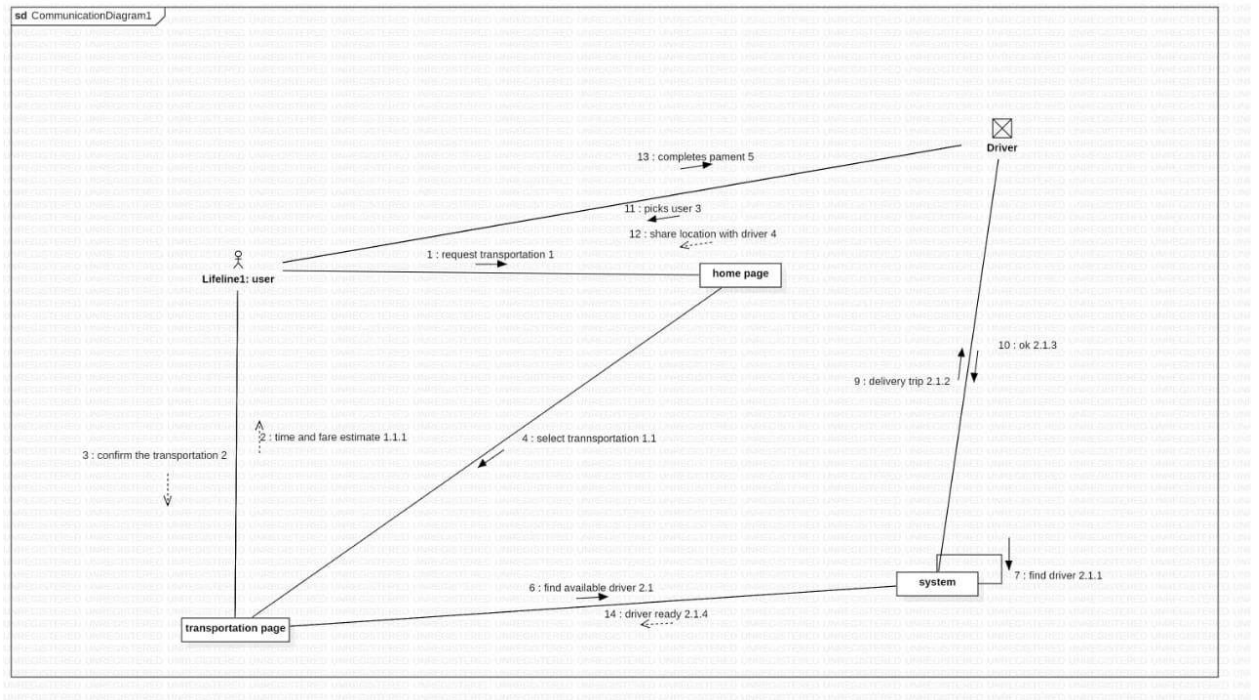 sd CommunicationDiagram1
Driver
13 : completes pament 5
11 : picks user 3
12 : share location with driver 4
1 : request transportation 1
home page
Lifeline1: user
10 : ok 2.1.3
9 : delivery trip 2.1.2
2 : time and fare estimate 1.1.1
4 : select trannsportation 1.1
3 : confirm the transportation 2
system
7 : find driver 2.1.1
6 : find available driver 2.1
14 : driver ready 2.1.4
transportation page